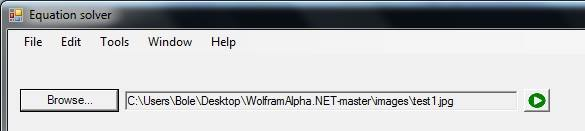 Equation solver
File Edit Tools Window Help
Browse... C:\Users\Bole\Desktop\WolframAlpha.NET-master\images\test1.jpg